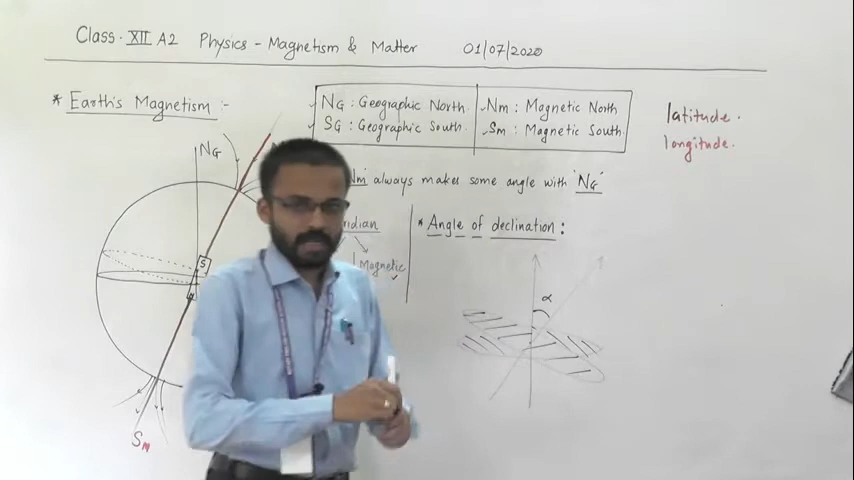 Class - XII A2 Physics - Magnetism & Matter 01/07/2020
* Earth's Magnetism :-
NG : Geographic North. Nm : Magnetic North
SG : Geographic South. Sm : Magnetic South.
latitude.
longitude.
NG
Nm' always makes some angle with 'NG'
* Angle of declination :
Magnetic
α
S
N
SM